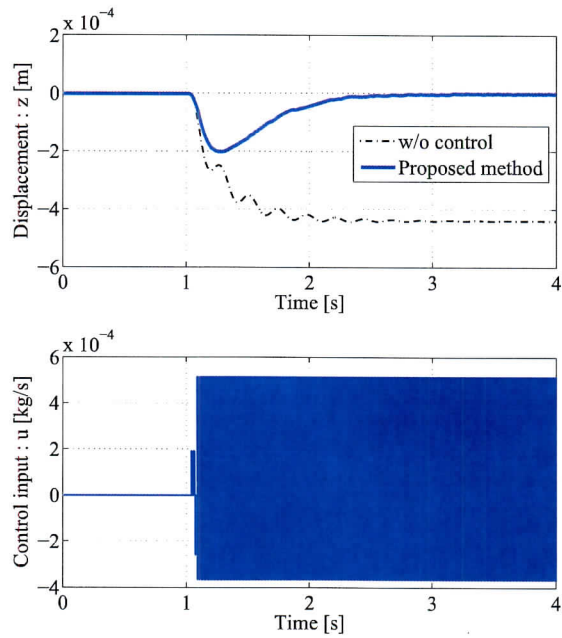 × 10⁻⁴
2
0
−2
−4
−6
Displacement : z [m]
w/o control
Proposed method
0 1 2 3 4
Time [s]
× 10⁻⁴
6
4
2
0
−2
−4
Control input : u [kg/s]
0 1 2 3 4
Time [s]